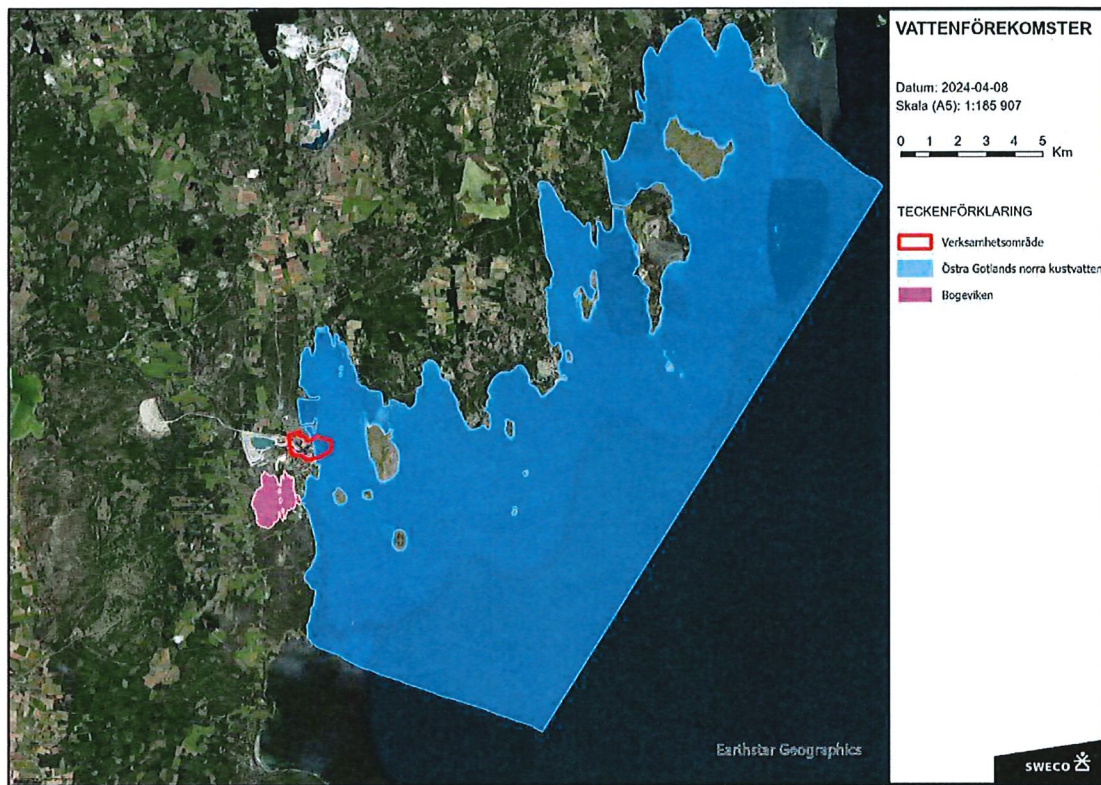 VATTENFÖREKOMSTER
Datum: 2024-04-08
Skala (A5): 1:185 907
0 1 2 3 4 5
Km
TECKENFÖRKLARING
Verksamhetsområde
Östra Gotlands norra kustvatten
Bogeviken
Earthstar Geographics
SWECO